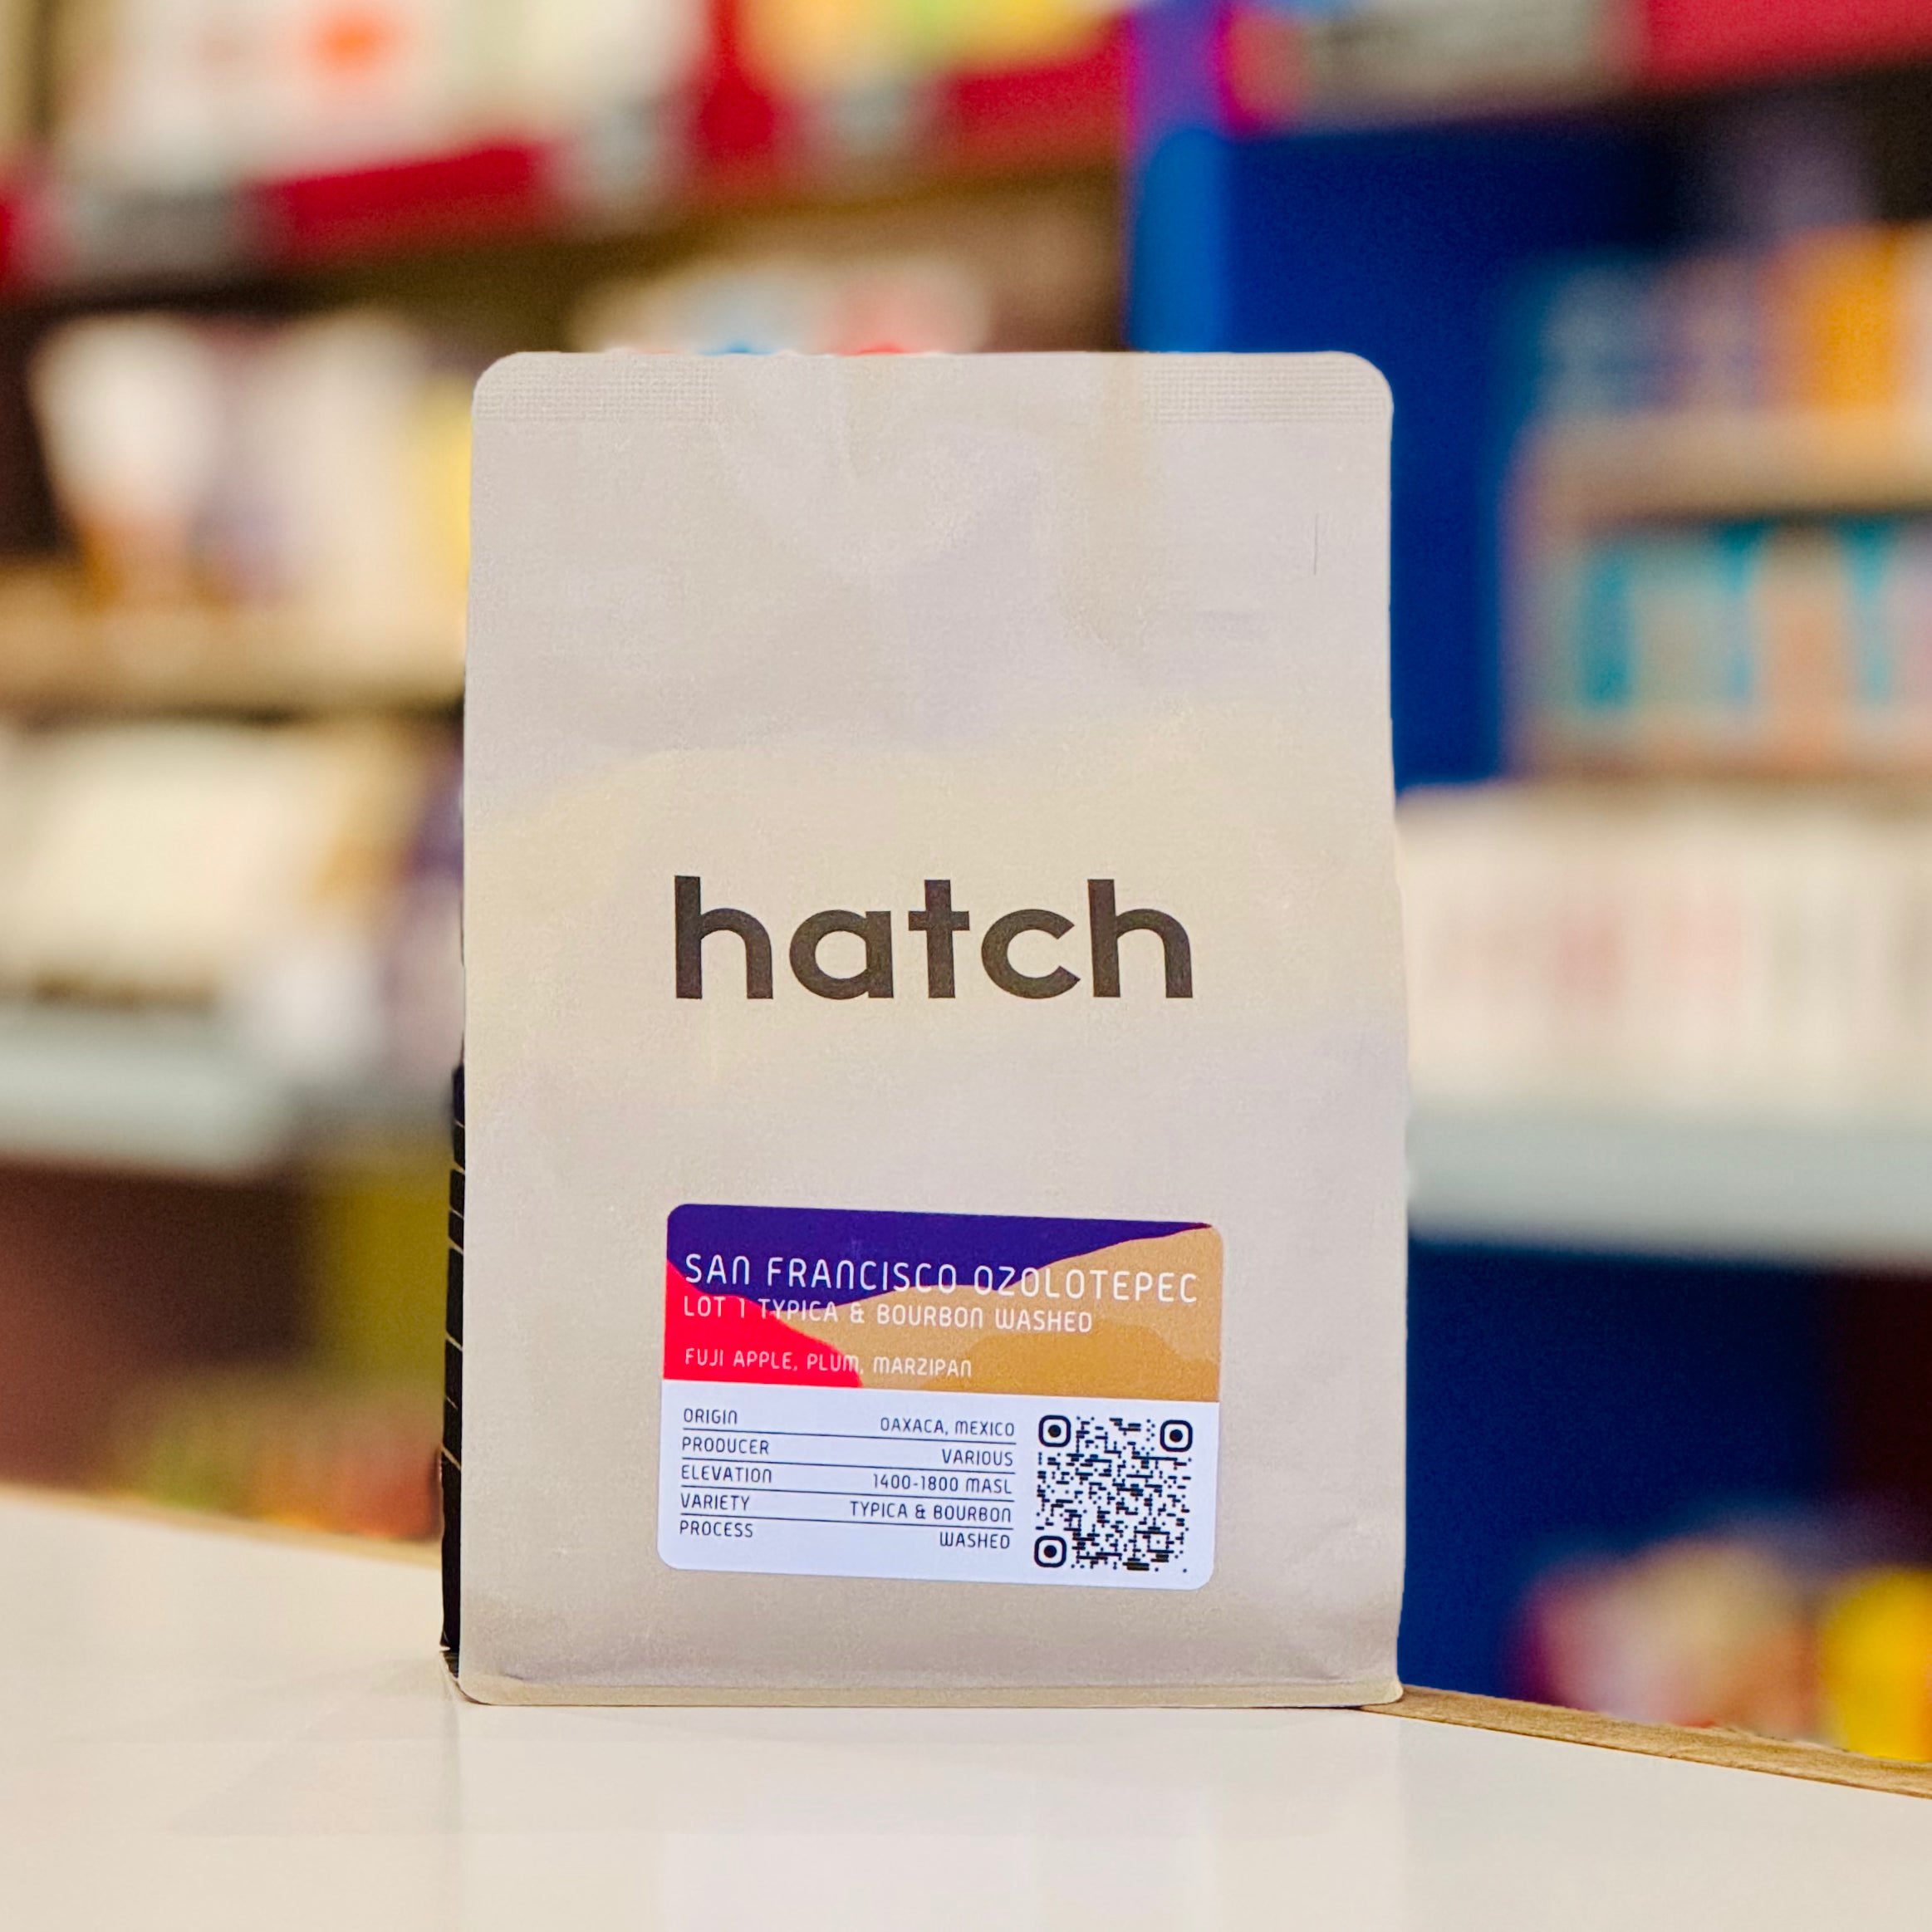 hatch
SAN FRANCISCO OZOLOTEPEC
LOT 1 TYPICA & BOURBON WASHED
FUJI APPLE, PLUM, MARZIPAN
ORIGIN OAXACA, MEXICO
PRODUCER VARIOUS
ELEVATION 1400-1800 MASL
VARIETY TYPICA & BOURBON
PROCESS WASHED